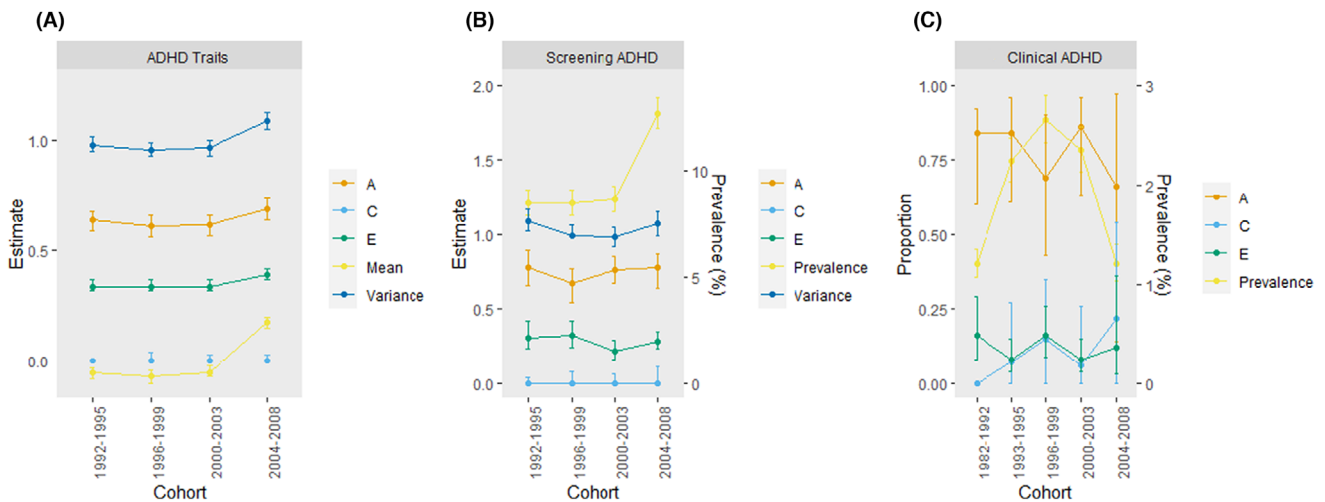 (A)
ADHD Traits
Estimate
1.0
0.5
0.0
1992-1995
1996-1999
2000-2003
2004-2008
Cohort
A
C
E
Mean
Variance
(B)
Screening ADHD
Estimate
2.0
1.5
1.0
0.5
0.0
10
5
0
Prevalence (%)
1992-1995
1996-1999
2000-2003
2004-2008
Cohort
A
C
E
Prevalence
Variance
(C)
Clinical ADHD
Proportion
1.00
0.75
0.50
0.25
0.00
3
2
1
0
Prevalence (%)
1982-1992
1993-1995
1996-1999
2000-2003
2004-2008
Cohort
A
C
E
Prevalence